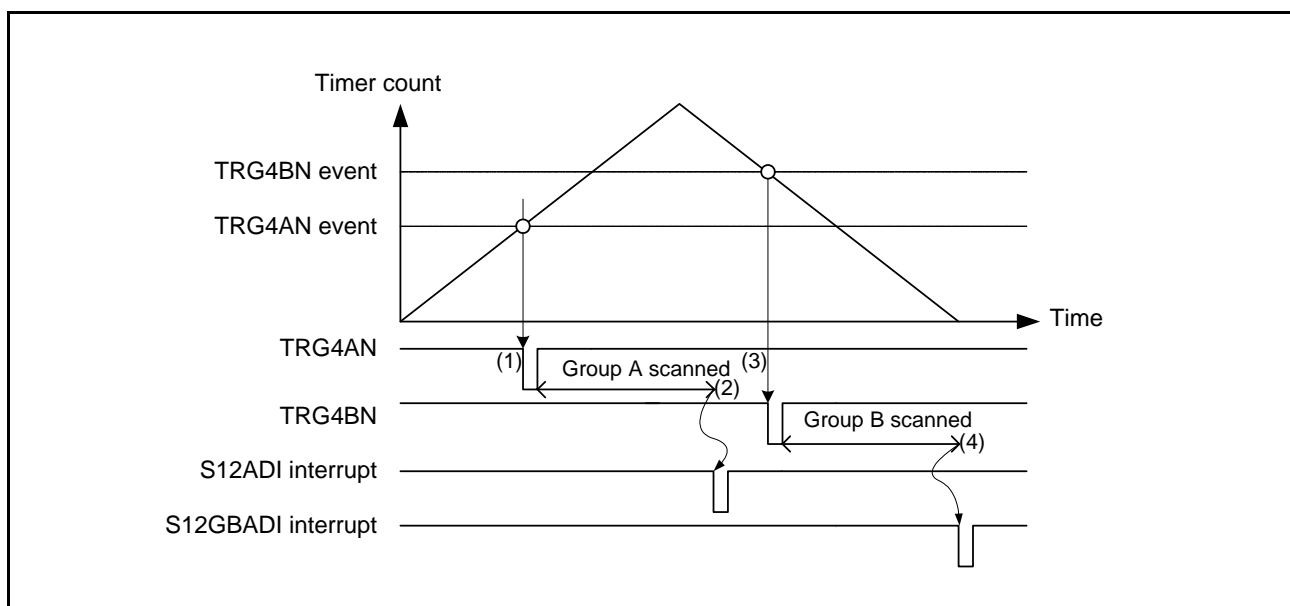 Timer count
TRG4BN event
TRG4AN event
Time
TRG4AN
(1)
Group A scanned
(2)
(3)
TRG4BN
Group B scanned
(4)
S12ADI interrupt
S12GBADI interrupt